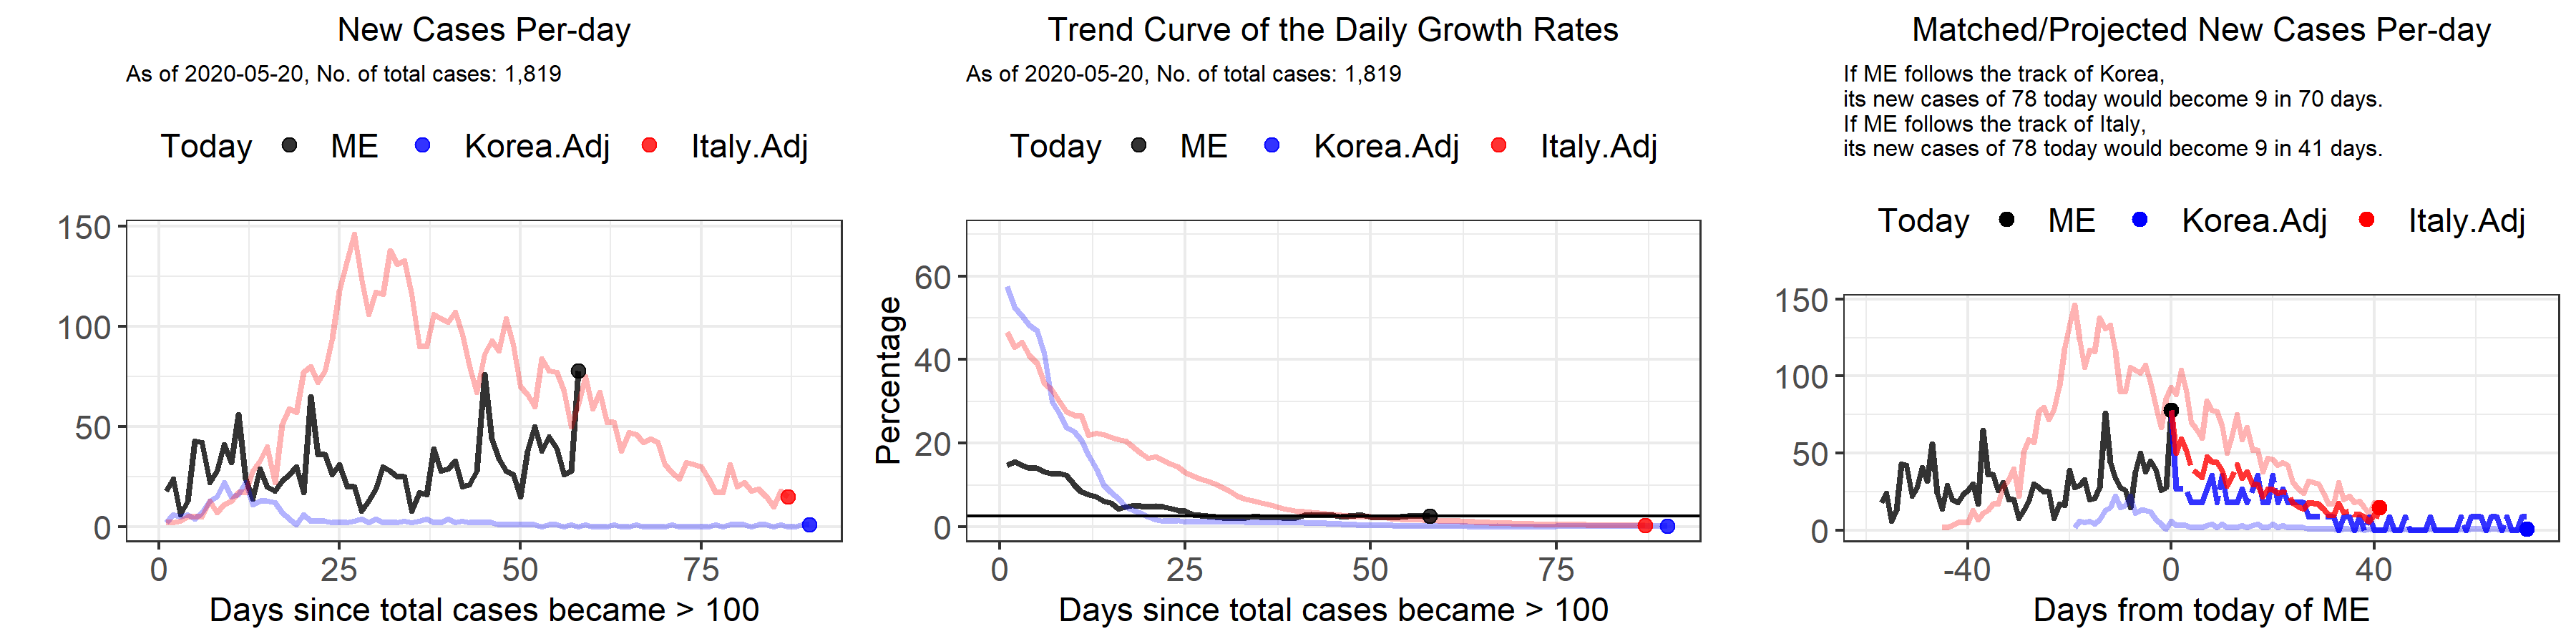 New Cases Per-day
As of 2020-05-20, No. of total cases: 1,819
Today ME Korea.Adj Italy.Adj
150
100
50
0
0 25 50 75
Days since total cases became > 100
Trend Curve of the Daily Growth Rates
As of 2020-05-20, No. of total cases: 1,819
Today ME Korea.Adj Italy.Adj
Percentage
60
40
20
0
0 25 50 75
Days since total cases became > 100
Matched/Projected New Cases Per-day
If ME follows the track of Korea,
its new cases of 78 today would become 9 in 70 days.
If ME follows the track of Italy,
its new cases of 78 today would become 9 in 41 days.
Today ME Korea.Adj Italy.Adj
150
100
50
0
-40 0 40
Days from today of ME